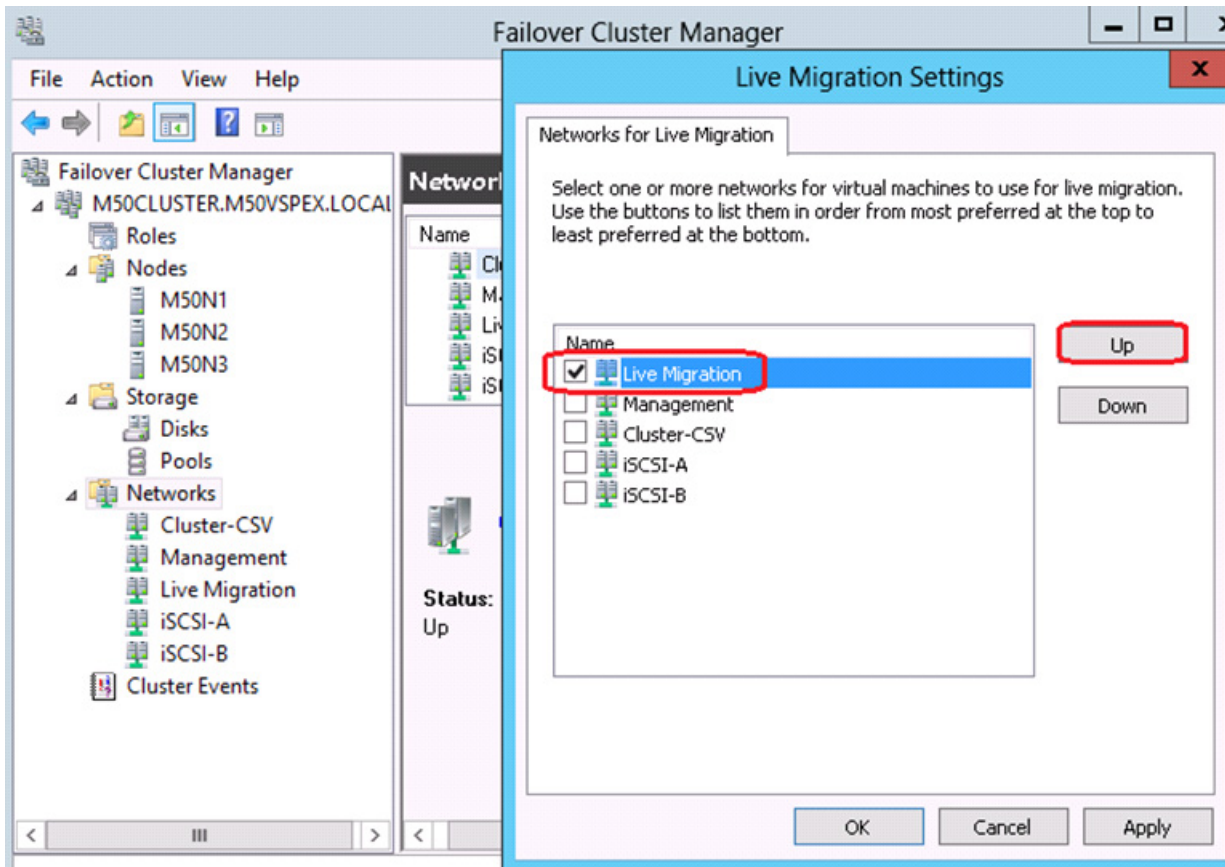 Failover Cluster Manager
File Action View Help
Failover Cluster Manager
M50CLUSTER.M50VSPEX.LOCAL
Roles
Nodes
M50N1
M50N2
M50N3
Storage
Disks
Pools
Networks
Cluster-CSV
Management
Live Migration
iSCSI-A
iSCSI-B
Cluster Events
Name
Status:
Up
Live Migration Settings
Networks for Live Migration
Select one or more networks for virtual machines to use for live migration.
Use the buttons to list them in order from most preferred at the top to
least preferred at the bottom.
Name
Live Migration
Management
Cluster-CSV
iSCSI-A
iSCSI-B
Up
Down
OK Cancel Apply